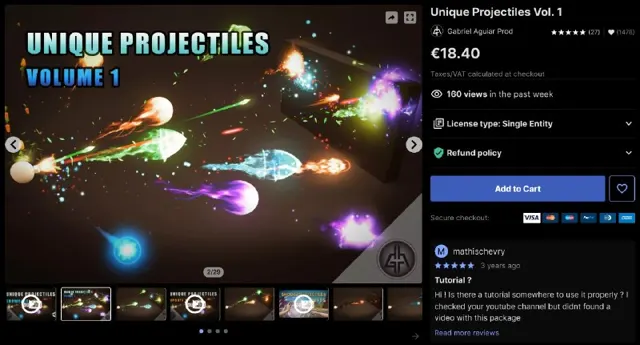 UNIQUE PROJECTILES
VOLUME 1
2/29
Unique Projectiles Vol. 1
Gabriel Aguiar Prod
(27)
(1478)
€18.40
Taxes/VAT calculated at checkout
160 views in the past week
License type: Single Entity
Refund policy
Add to Cart
Secure checkout:
VISA
M
mathischevry
3 years ago
Tutorial ?
Hi ! Is there a tutorial somewhere to use it properly ? I
checked your youtube channel but didnt found a
video with this package
Read more reviews